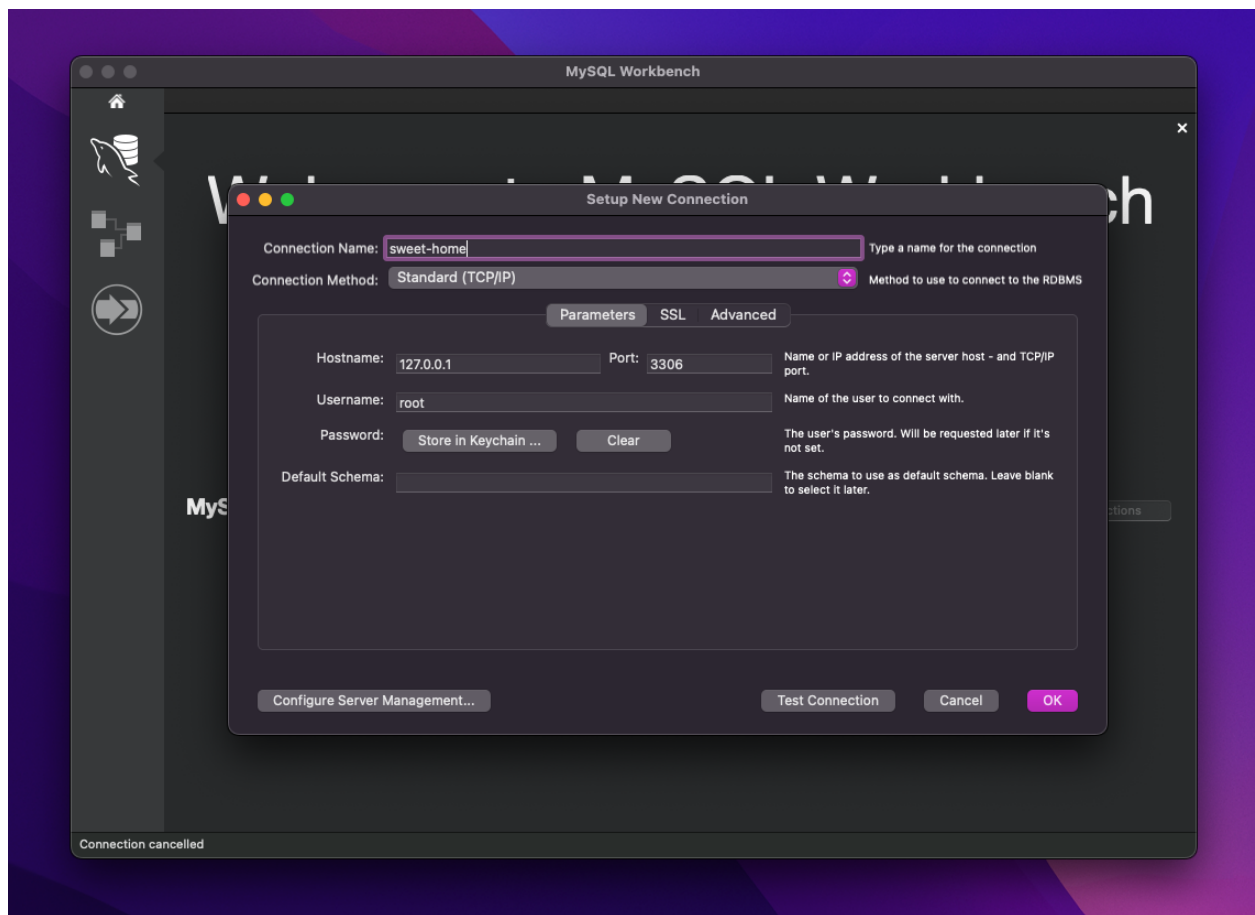 MySQL Workbench
Setup New Connection
Connection Name: sweet-home Type a name for the connection
Connection Method: Standard (TCP/IP) Method to use to connect to the RDBMS
Parameters SSL Advanced
Hostname: 127.0.0.1 Port: 3306 Name or IP address of the server host - and TCP/IP
port.
Username: root Name of the user to connect with.
Password: Store in Keychain ... Clear The user's password. Will be requested later if it's
not set.
Default Schema: The schema to use as default schema. Leave blank
to select it later.
MyS
ctions
Configure Server Management... Test Connection Cancel OK
Connection cancelled